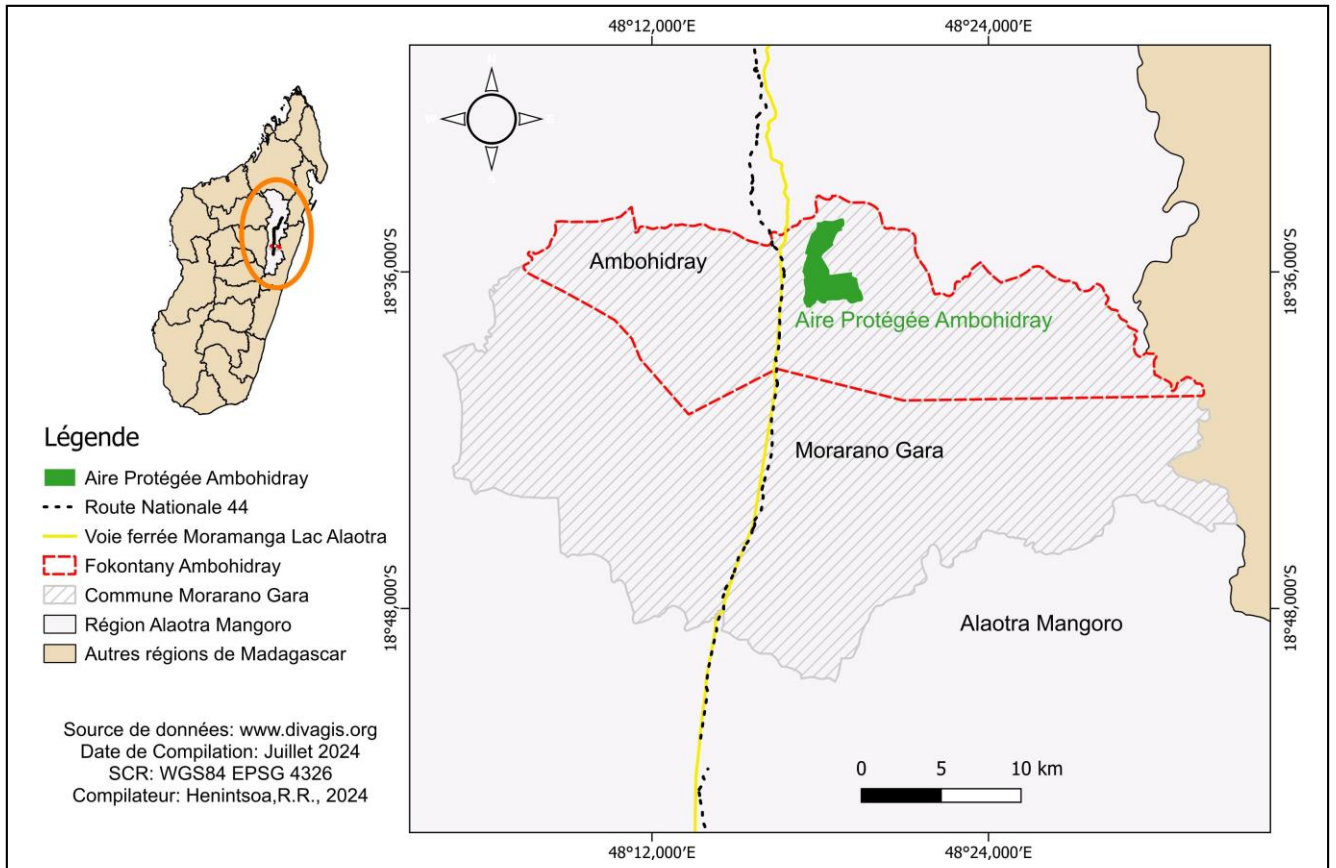 48°12,000′E
48°24,000′E
18°36,000′S
18°36,000′S
Ambohidray
Aire Protégée Ambohidray
Morarano Gara
18°48,000′S
18°48,000′S
Alaotra Mangoro
0 5 10 km
48°12,000′E
48°24,000′E
Légende
Aire Protégée Ambohidray
Route Nationale 44
Voie ferrée Moramanga Lac Alaotra
Fokontany Ambohidray
Commune Morarano Gara
Région Alaotra Mangoro
Autres régions de Madagascar
Source de données: www.divagis.org
Date de Compilation: Juillet 2024
SCR: WGS84 EPSG 4326
Compilateur: Henintsoa,R.R., 2024